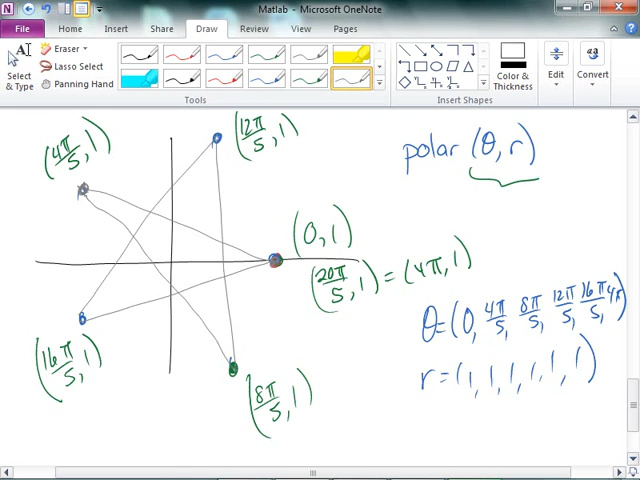 Matlab - Microsoft OneNote
File Home Insert Share Draw Review View
Select & Type
Eraser
Lasso Select
Panning Hand
Color & Thickness
Edit
Convert
Tools
Insert Shapes
(4π/5, 1)
(12π/5, 1)
polar (θ, r)
(0, 1)
(20π/5, 1) = (4π, 1)
θ = (0, 4π/5, 8π/5, 12π/5, 16π/5, 4π)
(16π/5, 1)
r = (1, 1, 1, 1, 1, 1)
(8π/5, 1)